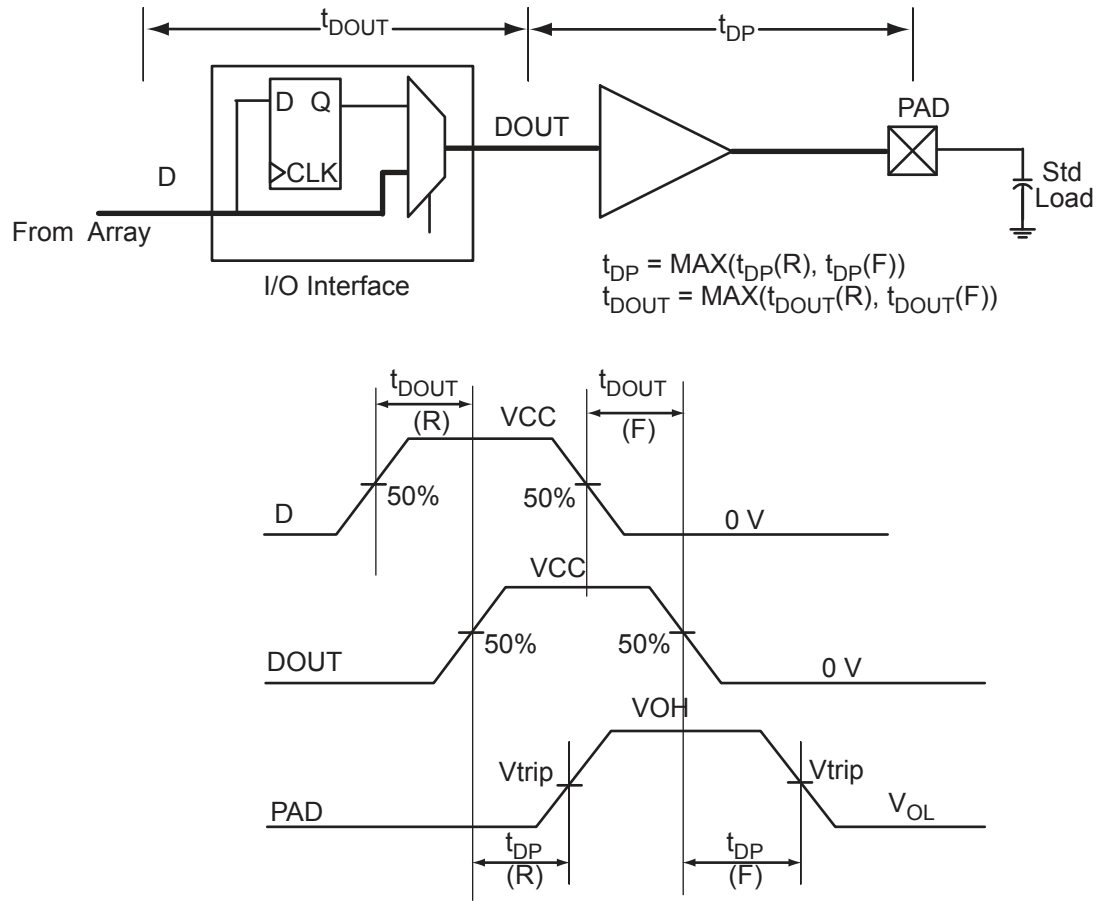 tDOUT
tDP
D Q
CLK
DOUT
PAD
Std
Load
D
From Array
I/O Interface
tDP = MAX(tDP(R), tDP(F))
tDOUT = MAX(tDOUT(R), tDOUT(F))
tDOUT
(R)
tDOUT
(F)
VCC
50%
50%
D
0 V
VCC
50%
50%
DOUT
0 V
VOH
Vtrip
Vtrip
PAD
VOL
tDP
(R)
tDP
(F)